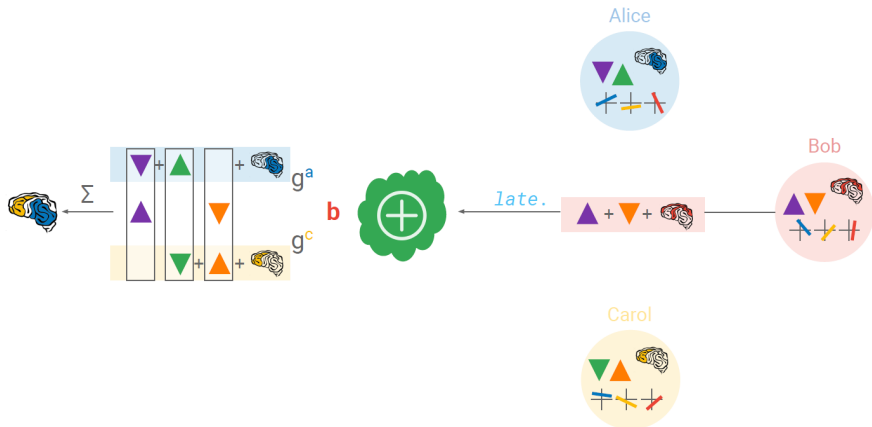 Alice
Bob
+ + g^a
Σ b + late. + +
g^c
+ +
Carol